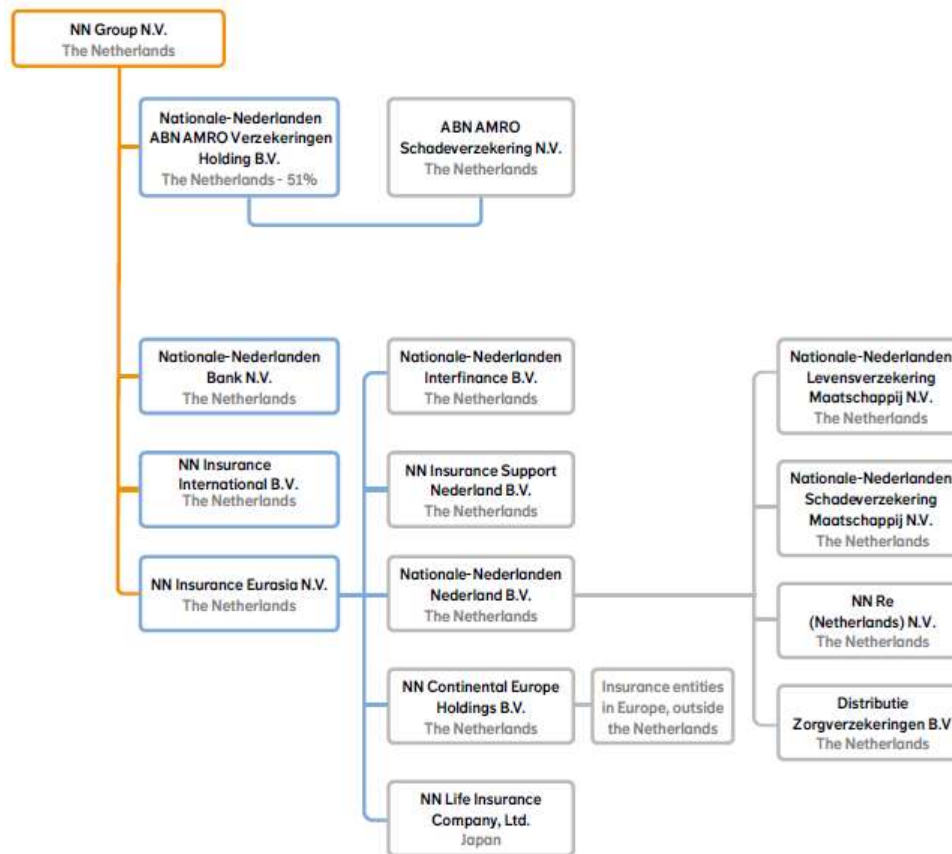 NN Group N.V.
The Netherlands
Nationale-Nederlanden
ABN AMRO Verzekeringen
Holding B.V.
The Netherlands - 51%
ABN AMRO
Schadeverzekering N.V.
The Netherlands
Nationale-Nederlanden
Bank N.V.
The Netherlands
NN Insurance
International B.V.
The Netherlands
NN Insurance Eurasia N.V.
The Netherlands
Nationale-Nederlanden
Interfinance B.V.
The Netherlands
NN Insurance Support
Nederland B.V.
The Netherlands
Nationale-Nederlanden
Nederland B.V.
The Netherlands
NN Continental Europe
Holdings B.V.
The Netherlands
Insurance entities
in Europe, outside
the Netherlands
NN Life Insurance
Company, Ltd.
Japan
Nationale-Nederlanden
Levensverzekering
Maatschappij N.V.
The Netherlands
Nationale-Nederlanden
Schadeverzekering
Maatschappij N.V.
The Netherlands
NN Re
(Netherlands) N.V.
The Netherlands
Distributie
Zorgverzekeringen B.V
The Netherlands